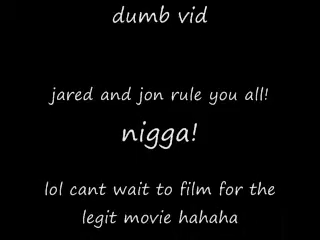 dumb vid
jared and jon rule you all!
nigga!
lol cant wait to film for the
legit movie hahaha